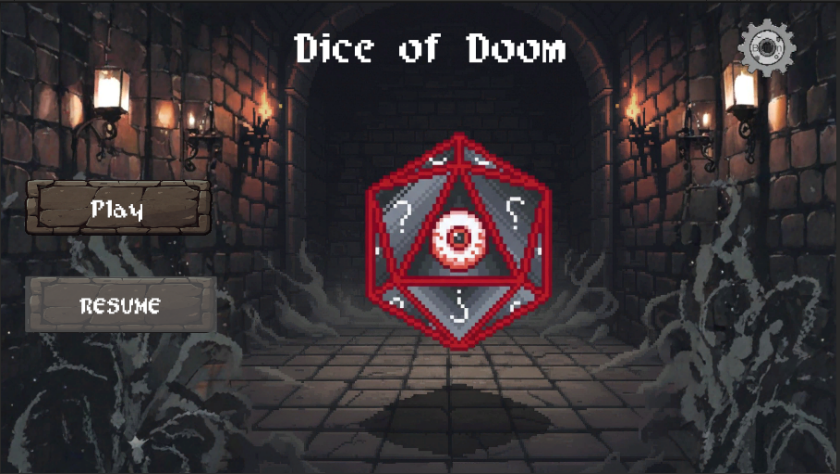 Dice of Doom
Play
RESUME
? ?
?